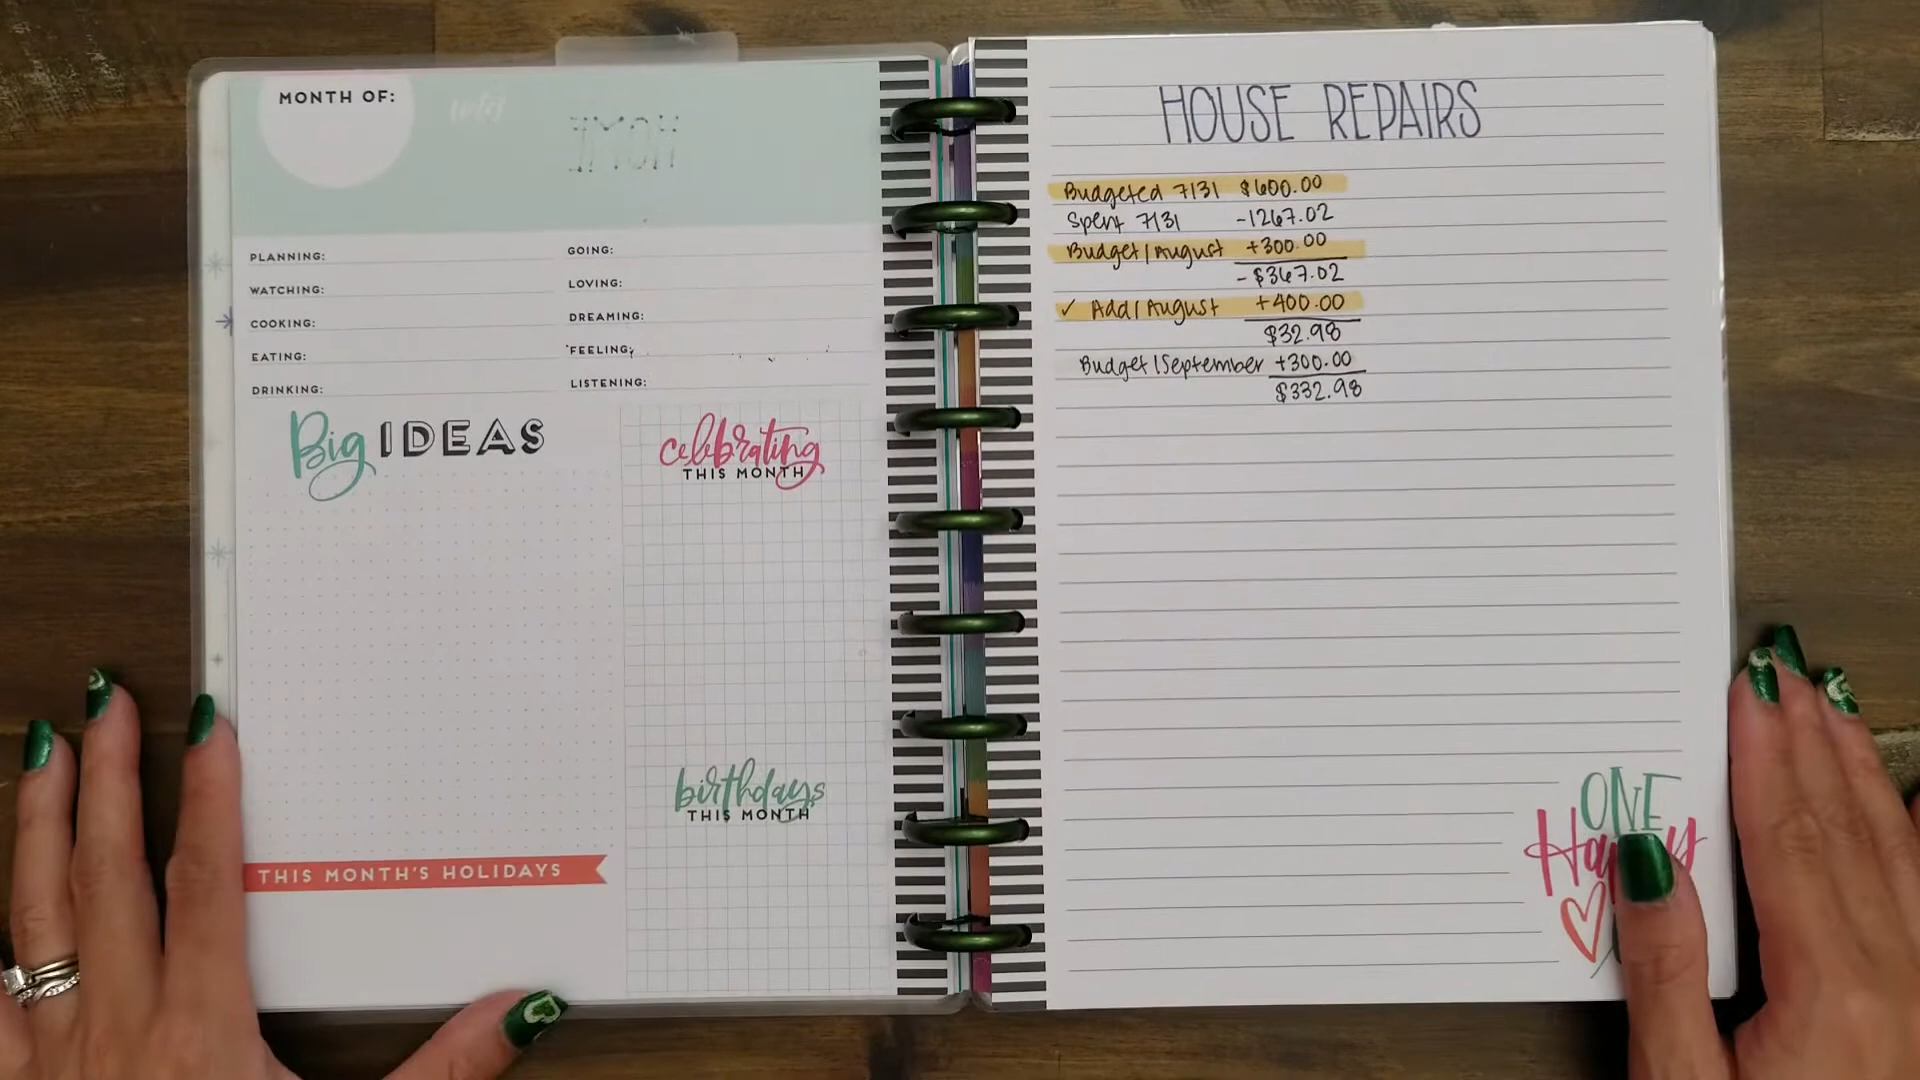 MONTH OF:
PLANNING:
WATCHING:
COOKING:
EATING:
DRINKING:
GOING:
LOVING:
DREAMING:
FEELING:
LISTENING:
Big IDEAS
celebrating
THIS MONTH
birthdays
THIS MONTH
THIS MONTH'S HOLIDAYS
HOUSE REPAIRS
Budgeted 7/31 $600.00
Spent 7/31 -1267.02
Budget/August +300.00
-$367.02
✓ Add/August +400.00
$32.98
Budget/September +300.00
$332.98
ONE